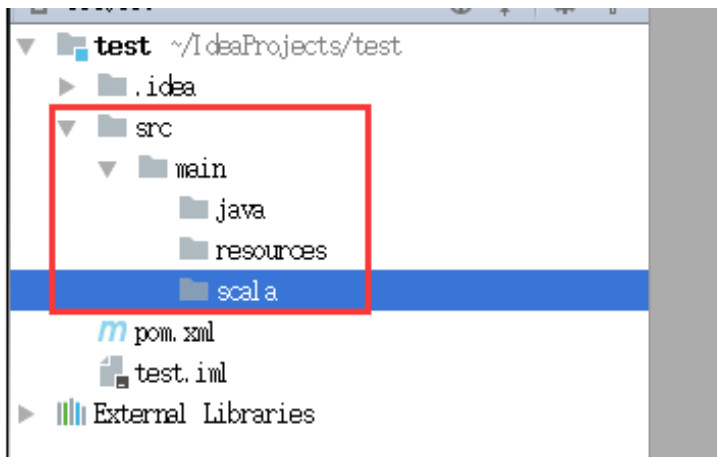 test ~/IdeaProjects/test
.idea
src
main
java
resources
scala
pom.xml
test.iml
External Libraries